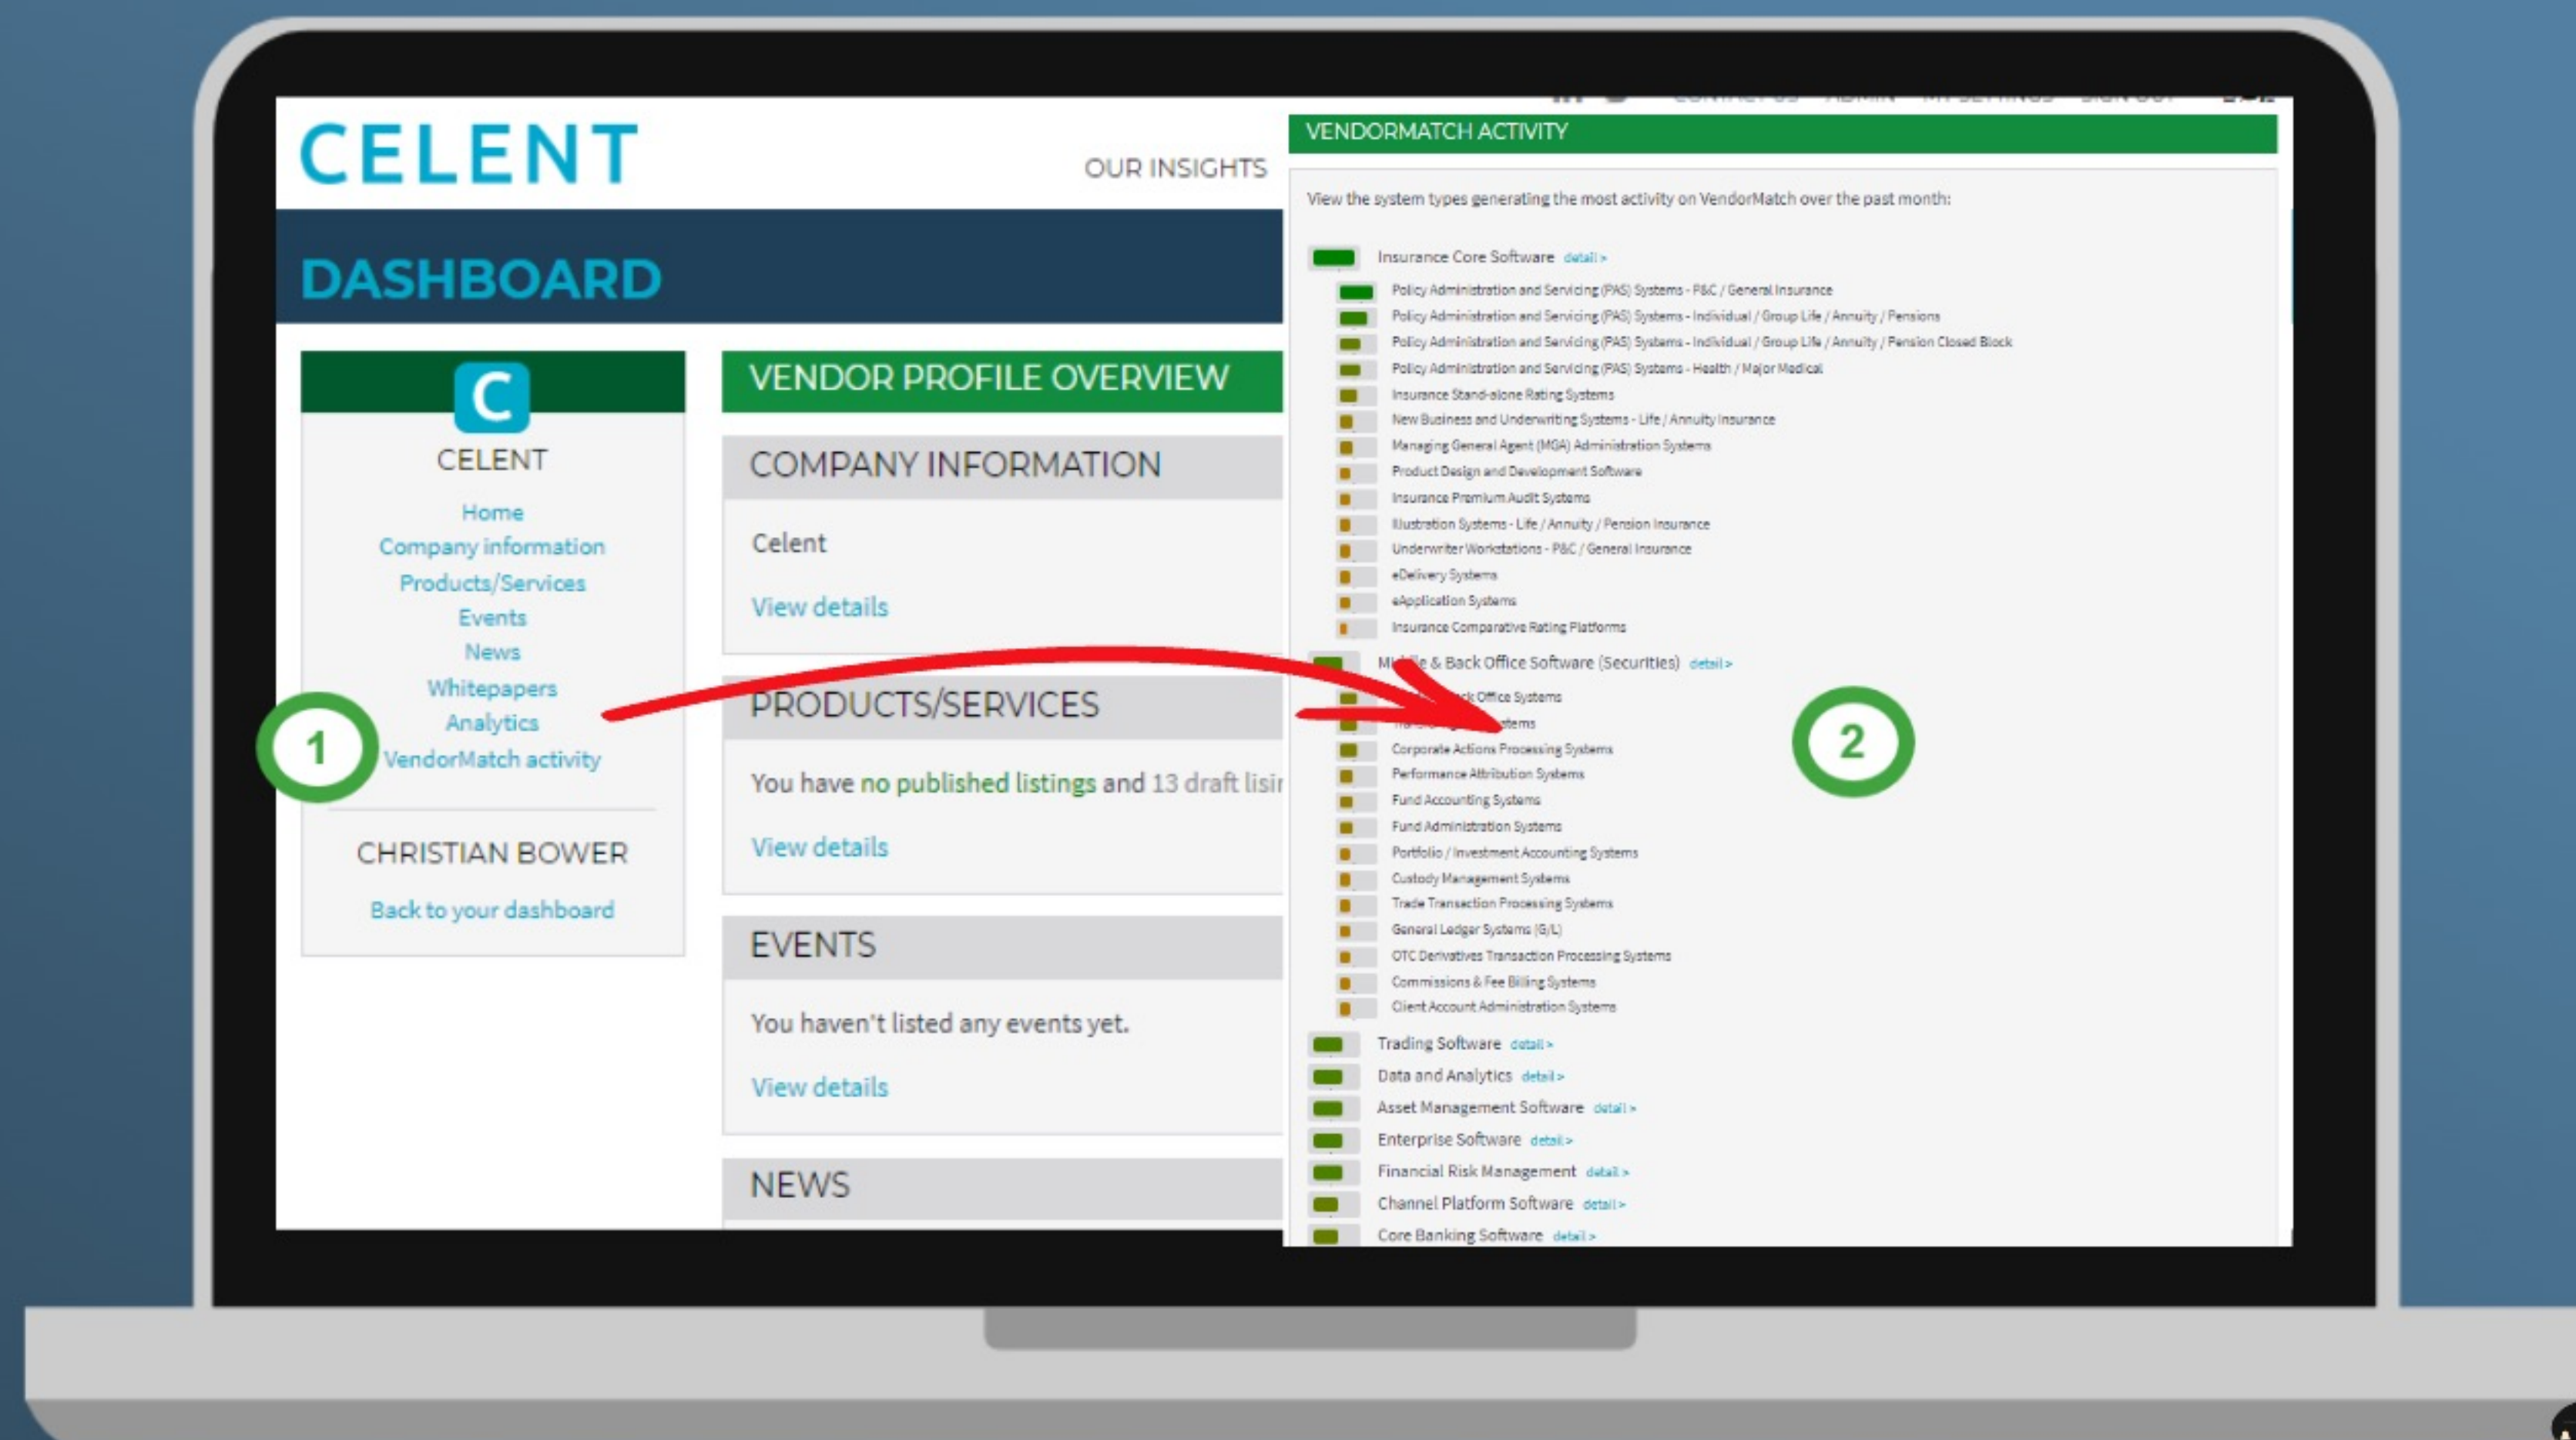 CELENT
OUR INSIGHTS
DASHBOARD
C
CELENT
Home
Company information
Products/Services
Events
News
Whitepapers
Analytics
VendorMatch activity
1
CHRISTIAN BOWER
Back to your dashboard
VENDOR PROFILE OVERVIEW
COMPANY INFORMATION
Celent
View details
PRODUCTS/SERVICES
You have no published listings and 13 draft lisir
View details
EVENTS
You haven't listed any events yet.
View details
NEWS
CONTACT US ADMIN MY SETTINGS SIGN OUT
VENDORMATCH ACTIVITY
View the system types generating the most activity on VendorMatch over the past month:
Insurance Core Software detail >
Policy Administration and Servicing (PAS) Systems - P&C / General Insurance
Policy Administration and Servicing (PAS) Systems - Individual / Group Life / Annuity / Pensions
Policy Administration and Servicing (PAS) Systems - Individual / Group Life / Annuity / Pension Closed Block
Policy Administration and Servicing (PAS) Systems - Health / Major Medical
Insurance Stand-alone Rating Systems
New Business and Underwriting Systems - Life / Annuity Insurance
Managing General Agent (MGA) Administration Systems
Product Design and Development Software
Insurance Premium Audit Systems
Illustration Systems - Life / Annuity / Pension Insurance
Underwriter Workstations - P&C / General Insurance
eDelivery Systems
eApplication Systems
Insurance Comparative Rating Platforms
& Back Office Software (Securities) detail >
Office Systems
Corporate Actions Processing Systems
Performance Attribution Systems
Fund Accounting Systems
Fund Administration Systems
Portfolio / Investment Accounting Systems
Custody Management Systems
Trade Transaction Processing Systems
General Ledger Systems (G/L)
OTC Derivatives Transaction Processing Systems
Commissions & Fee Billing Systems
Client Account Administration Systems
2
Trading Software detail >
Data and Analytics detail >
Asset Management Software detail >
Enterprise Software detail >
Financial Risk Management detail >
Channel Platform Software detail >
Core Banking Software detail >